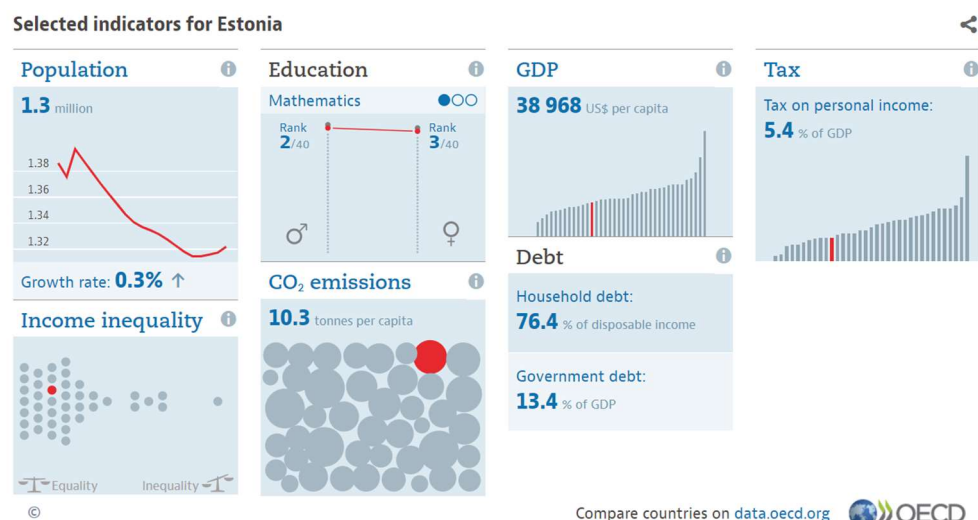 Selected indicators for Estonia
Population
1.3 million
1.38
1.36
1.34
1.32
Growth rate: 0.3% ↑
Income inequality
Equality
Inequality
©
Education
Mathematics
Rank
2/40
Rank
3/40
CO₂ emissions
10.3 tonnes per capita
GDP
38 968 US$ per capita
Debt
Household debt:
76.4 % of disposable income
Government debt:
13.4 % of GDP
Tax
Tax on personal income:
5.4 % of GDP
Compare countries on data.oecd.org
OECD